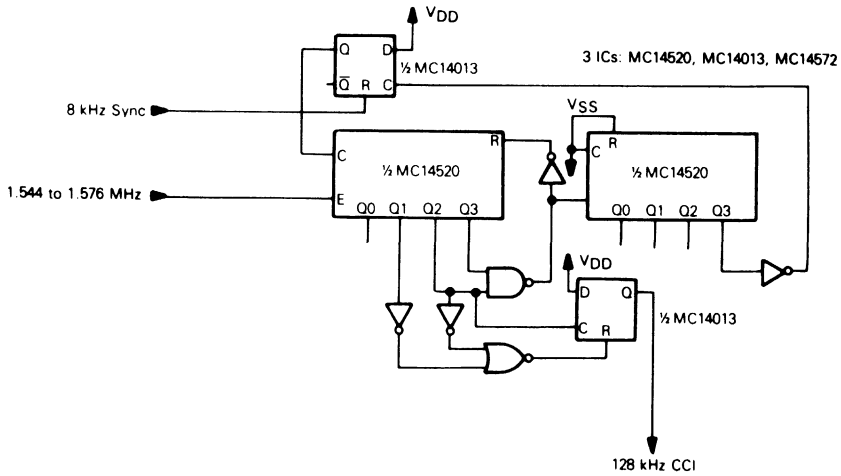 VDD
Q D
½ MC14013
Q̅ R C
3 ICs: MC14520, MC14013, MC14572
8 kHz Sync
VSS
R
R
C
½ MC14520
C
½ MC14520
1.544 to 1.576 MHz
E
Q0 Q1 Q2 Q3
Q0 Q1 Q2 Q3
VDD
D Q
½ MC14013
C R
128 kHz CCI